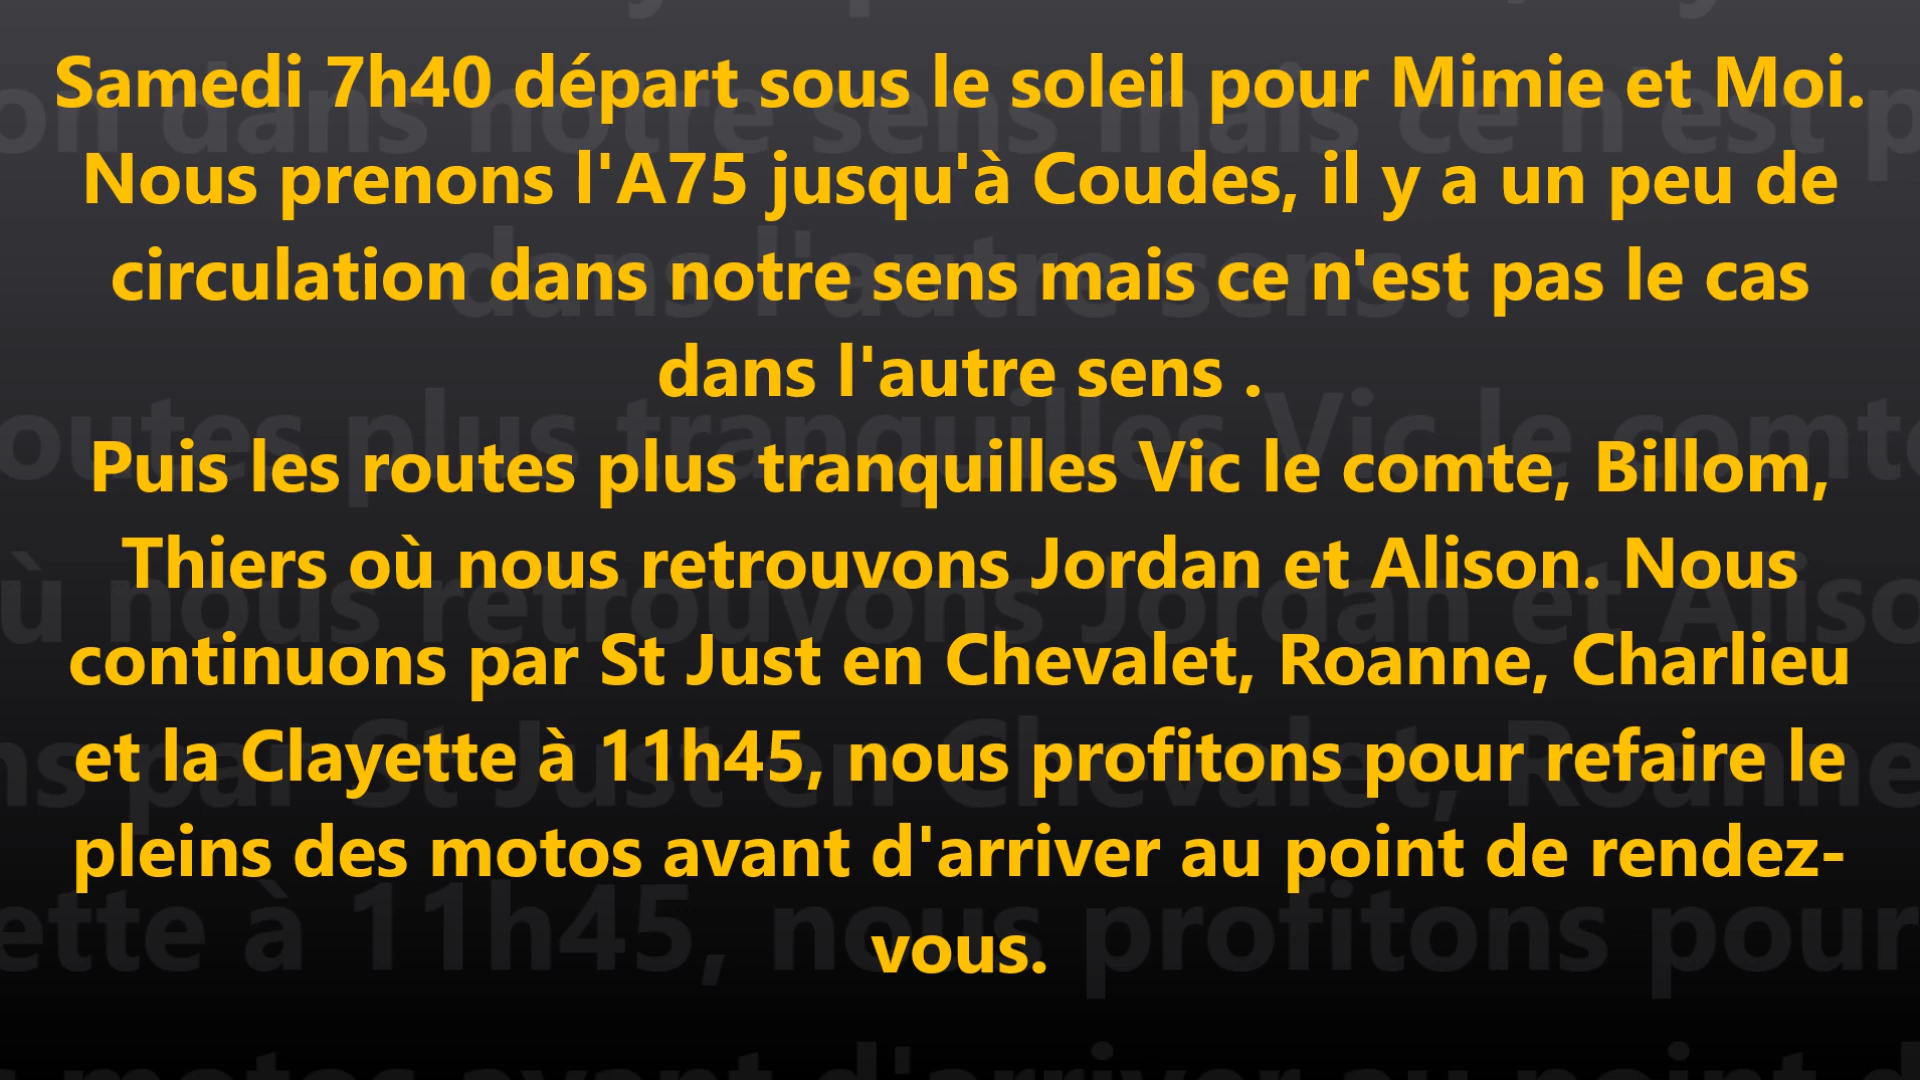 Samedi 7h40 départ sous le soleil pour Mimie et Moi.
Nous prenons l'A75 jusqu'à Coudes, il y a un peu de
circulation dans notre sens mais ce n'est pas le cas
dans l'autre sens .
Puis les routes plus tranquilles Vic le comte, Billom,
Thiers où nous retrouvons Jordan et Alison. Nous
continuons par St Just en Chevalet, Roanne, Charlieu
et la Clayette à 11h45, nous profitons pour refaire le
pleins des motos avant d'arriver au point de rendez-
vous.